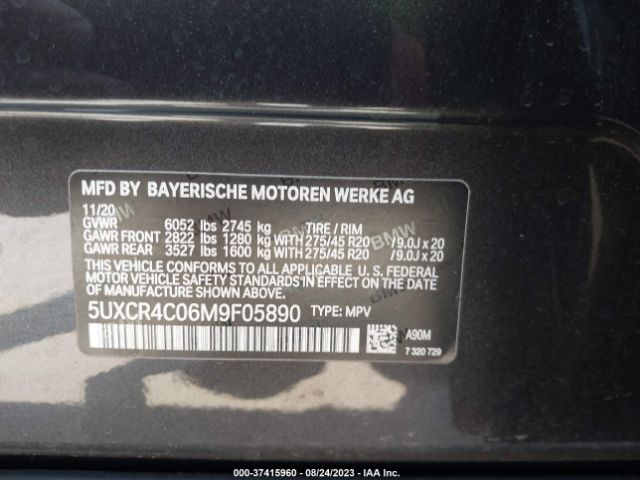 MFD BY BAYERISCHE MOTOREN WERKE AG
11/20
GVWR 6052 lbs 2745 kg TIRE / RIM
GAWR FRONT 2822 lbs 1280 kg WITH 275/45 R20 /9.0J x 20
GAWR REAR 3527 lbs 1600 kg WITH 275/45 R20 /9.0J x 20
THIS VEHICLE CONFORMS TO ALL APPLICABLE U. S. FEDERAL
MOTOR VEHICLE SAFETY STANDARDS IN EFFECT ON THE DATE
OF MANUFACTURE SHOWN ABOVE.
5UXCR4C06M9F05890 TYPE: MPV
A90M
7 320 729
000-37415960 - 08/24/2023 - IAA Inc.